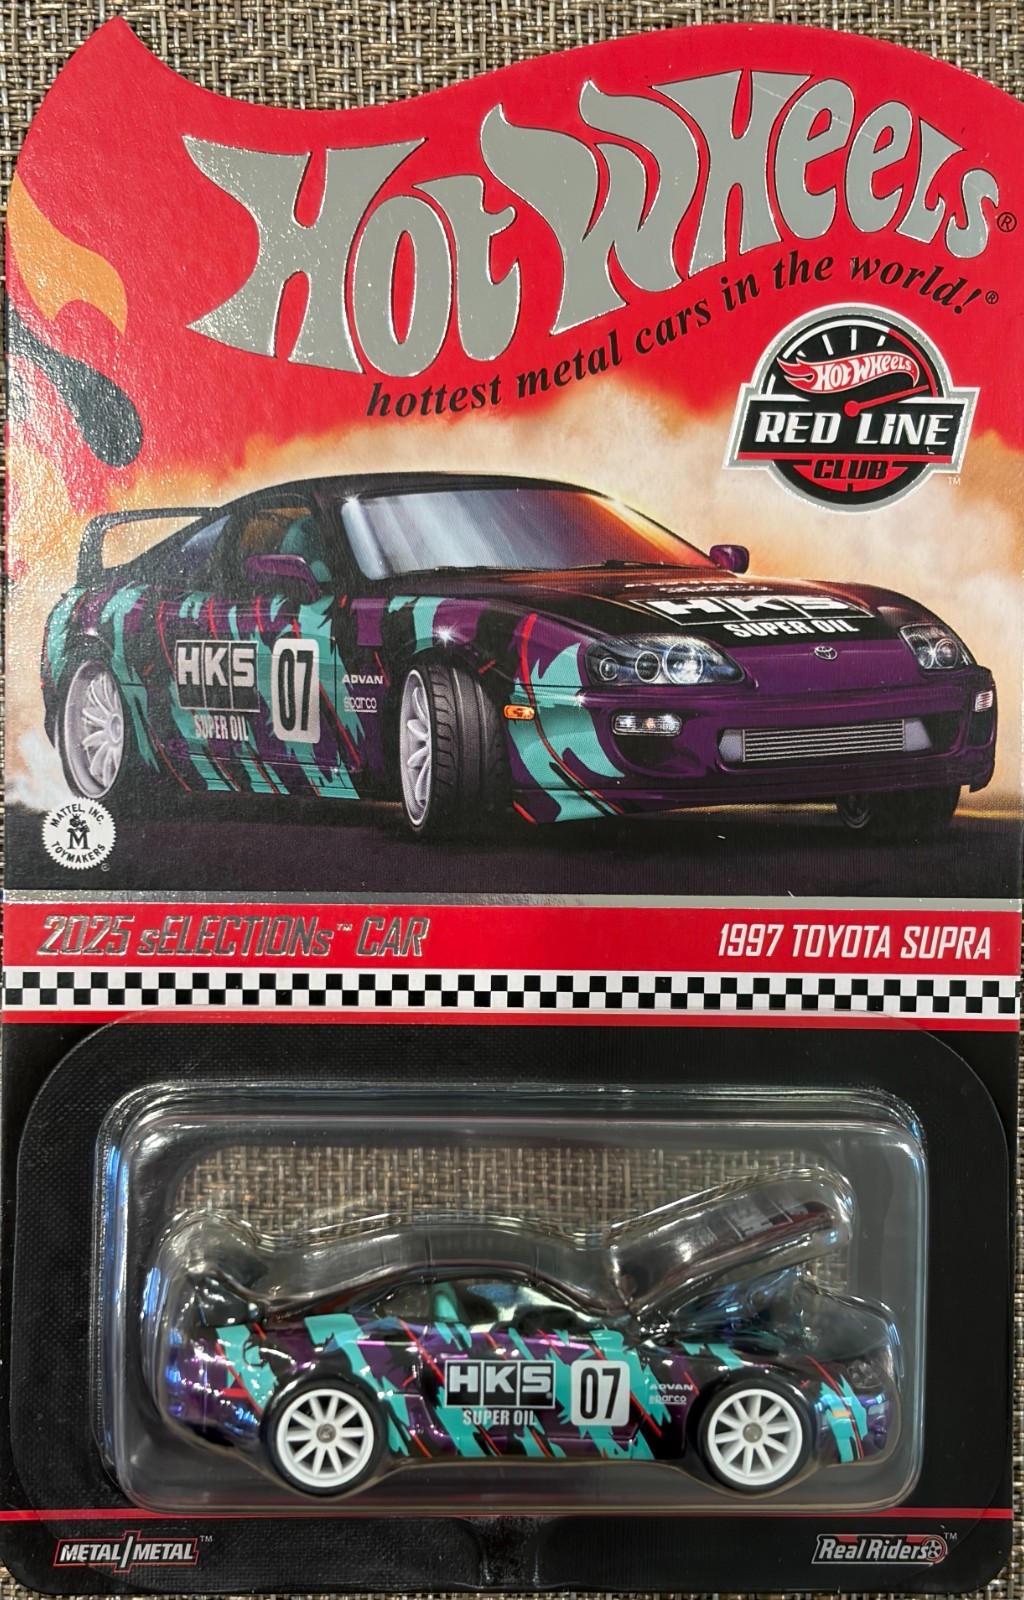 Hot Wheels®
hottest metal cars in the world!®
Hot Wheels
RED LINE
CLUB™
HKS
SUPER OIL
HKS
SUPER OIL
07
ADVAN
sparco
MATTEL, INC.
M
TOYMAKERS
®
2025 sELECTIONs™ CAR
1997 TOYOTA SUPRA
HKS
SUPER OIL
07
ADVAN
sparco
METAL/METAL™
Real Riders™